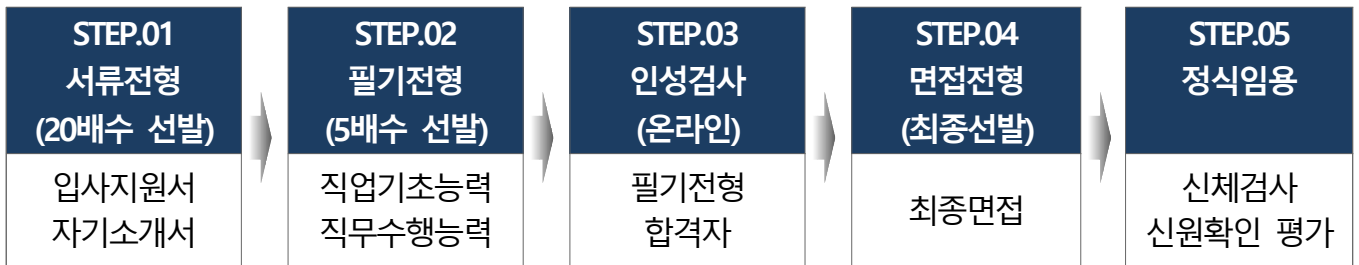 STEP.01
서류전형
(20배수 선발)
입사지원서
자기소개서
STEP.02
필기전형
(5배수 선발)
직업기초능력
직무수행능력
STEP.03
인성검사
(온라인)
필기전형
합격자
STEP.04
면접전형
(최종선발)
최종면접
STEP.05
정식임용
신체검사
신원확인 평가